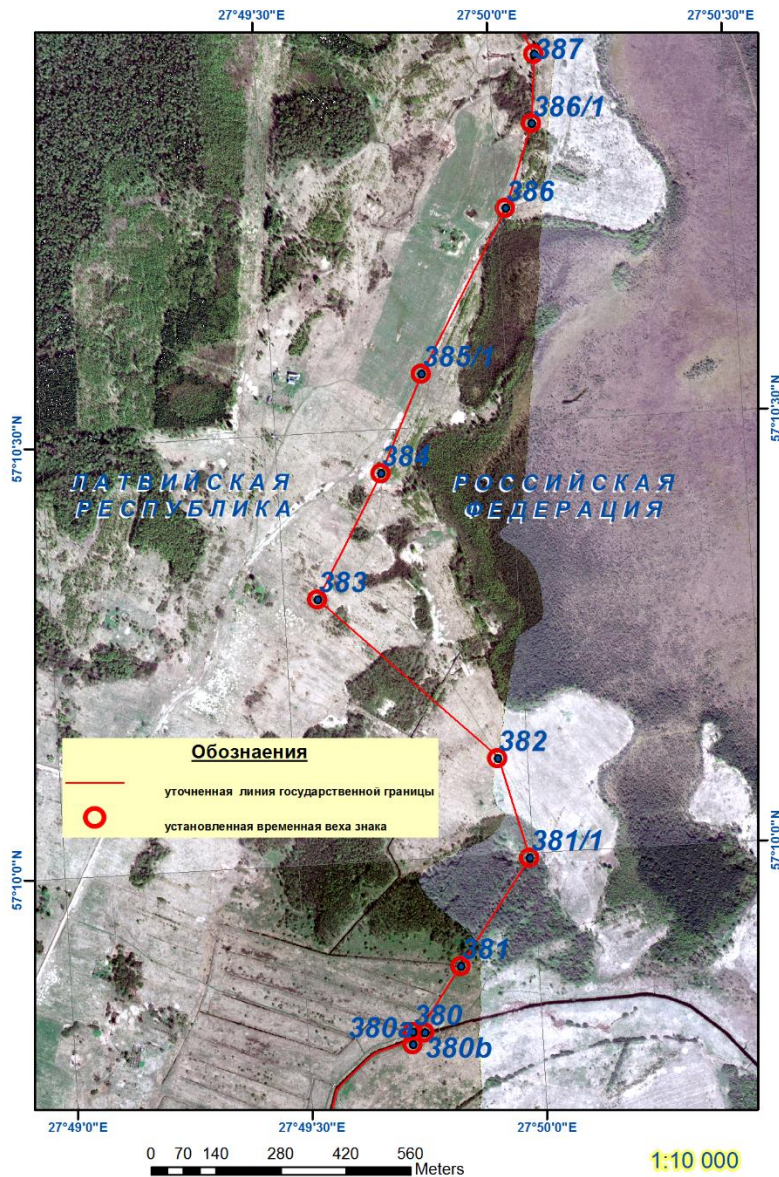 27°49'30"E 27°50'0"E 27°50'30"E
387
386/1
386
385/1
57°10'30"N
57°10'30"N
384
ЛАТВИЙСКАЯ
РЕСПУБЛИКА
РОССИЙСКАЯ
ФЕДЕРАЦИЯ
383
382
Обознаения
уточненная линия государственной границы
установленная временная веха знака
381/1
57°10'0"N
57°10'0"N
381
380
380a
380b
27°49'0"E 27°49'30"E 27°50'0"E
0 70 140 280 420 560
Meters
1:10 000